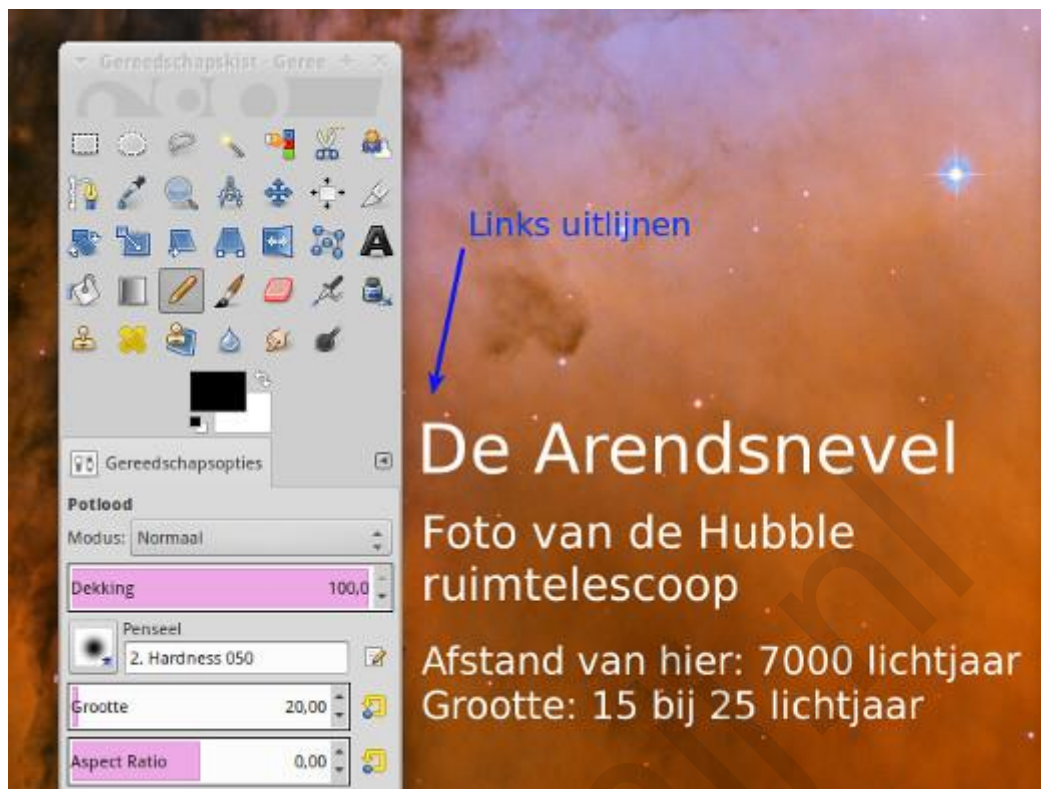 Gereedschapskist - Geree
Links uitlijnen
De Arendsnevel
Foto van de Hubble
ruimtelescoop
Afstand van hier: 7000 lichtjaar
Grootte: 15 bij 25 lichtjaar
Gereedschapsopties
Potlood
Modus: Normaal
Dekking 100,0
Penseel
2. Hardness 050
Grootte 20,00
Aspect Ratio 0,00